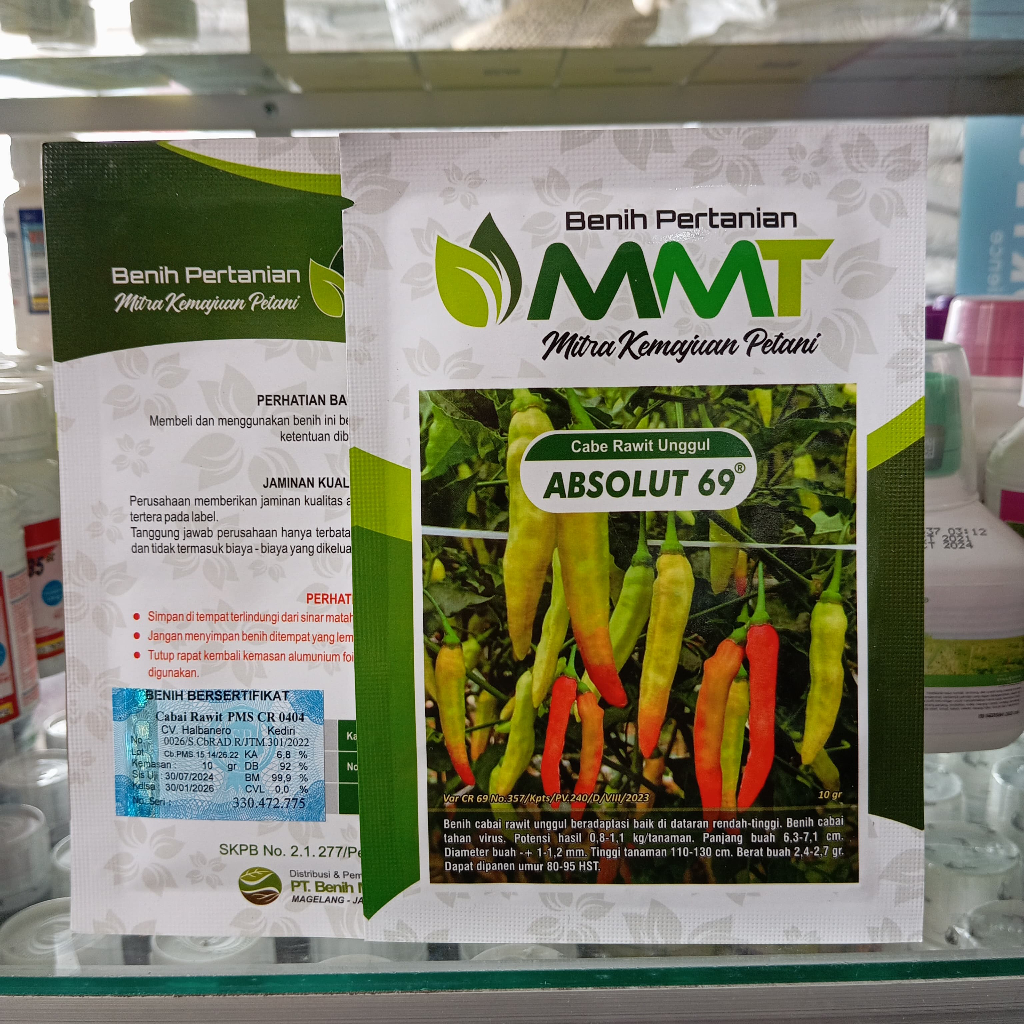 Benih Pertanian
Mitra Kemajuan Petani
PERHATIAN BA
Membeli dan menggunakan benih ini be
ketentuan dib
JAMINAN KUAL
Perusahaan memberikan jaminan kualitas a
tertera pada label.
Tanggung jawab perusahaan hanya terbata
dan tidak termasuk biaya - biaya yang dikelua
PERHAT
• Simpan di tempat terlindungi dari sinar matah
• Jangan menyimpan benih ditempat yang lem
• Tutup rapat kembali kemasan alumunium foi
digunakan.
BENIH BERSERTIFIKAT
Cabai Rawit PMS CR 0404
CV. Halbanero Kediri
No. : 0026/S.CbRAD.R/JTM.301/2022
Lot : Cb.PMS.15 14/26.22 KA 6,8 %
Kemasan : 10 gr DB 92 %
Sls Uji : 30/07/2024 BM 99,9 %
Kdlsa : 30/01/2026 CVL 0,0 %
No. Seri : 330.472.775
Ka
No
SKPB No. 2.1.277/Pe
Distribusi & Pem
PT. Benih M
MAGELANG - JA
Benih Pertanian
MMT
Mitra Kemajuan Petani
Cabe Rawit Unggul
ABSOLUT 69®
Var CR 69 No.357/Kpts/PV.240/D/VIII/2023
10 gr
Benih cabai rawit unggul beradaptasi baik di dataran rendah-tinggi. Benih cabai
tahan virus. Potensi hasil 0,8-1,1 kg/tanaman. Panjang buah 6,3-7,1 cm.
Diameter buah -+ 1-1,2 mm. Tinggi tanaman 110-130 cm. Berat buah 2,4-2,7 gr.
Dapat dipanen umur 80-95 HST.